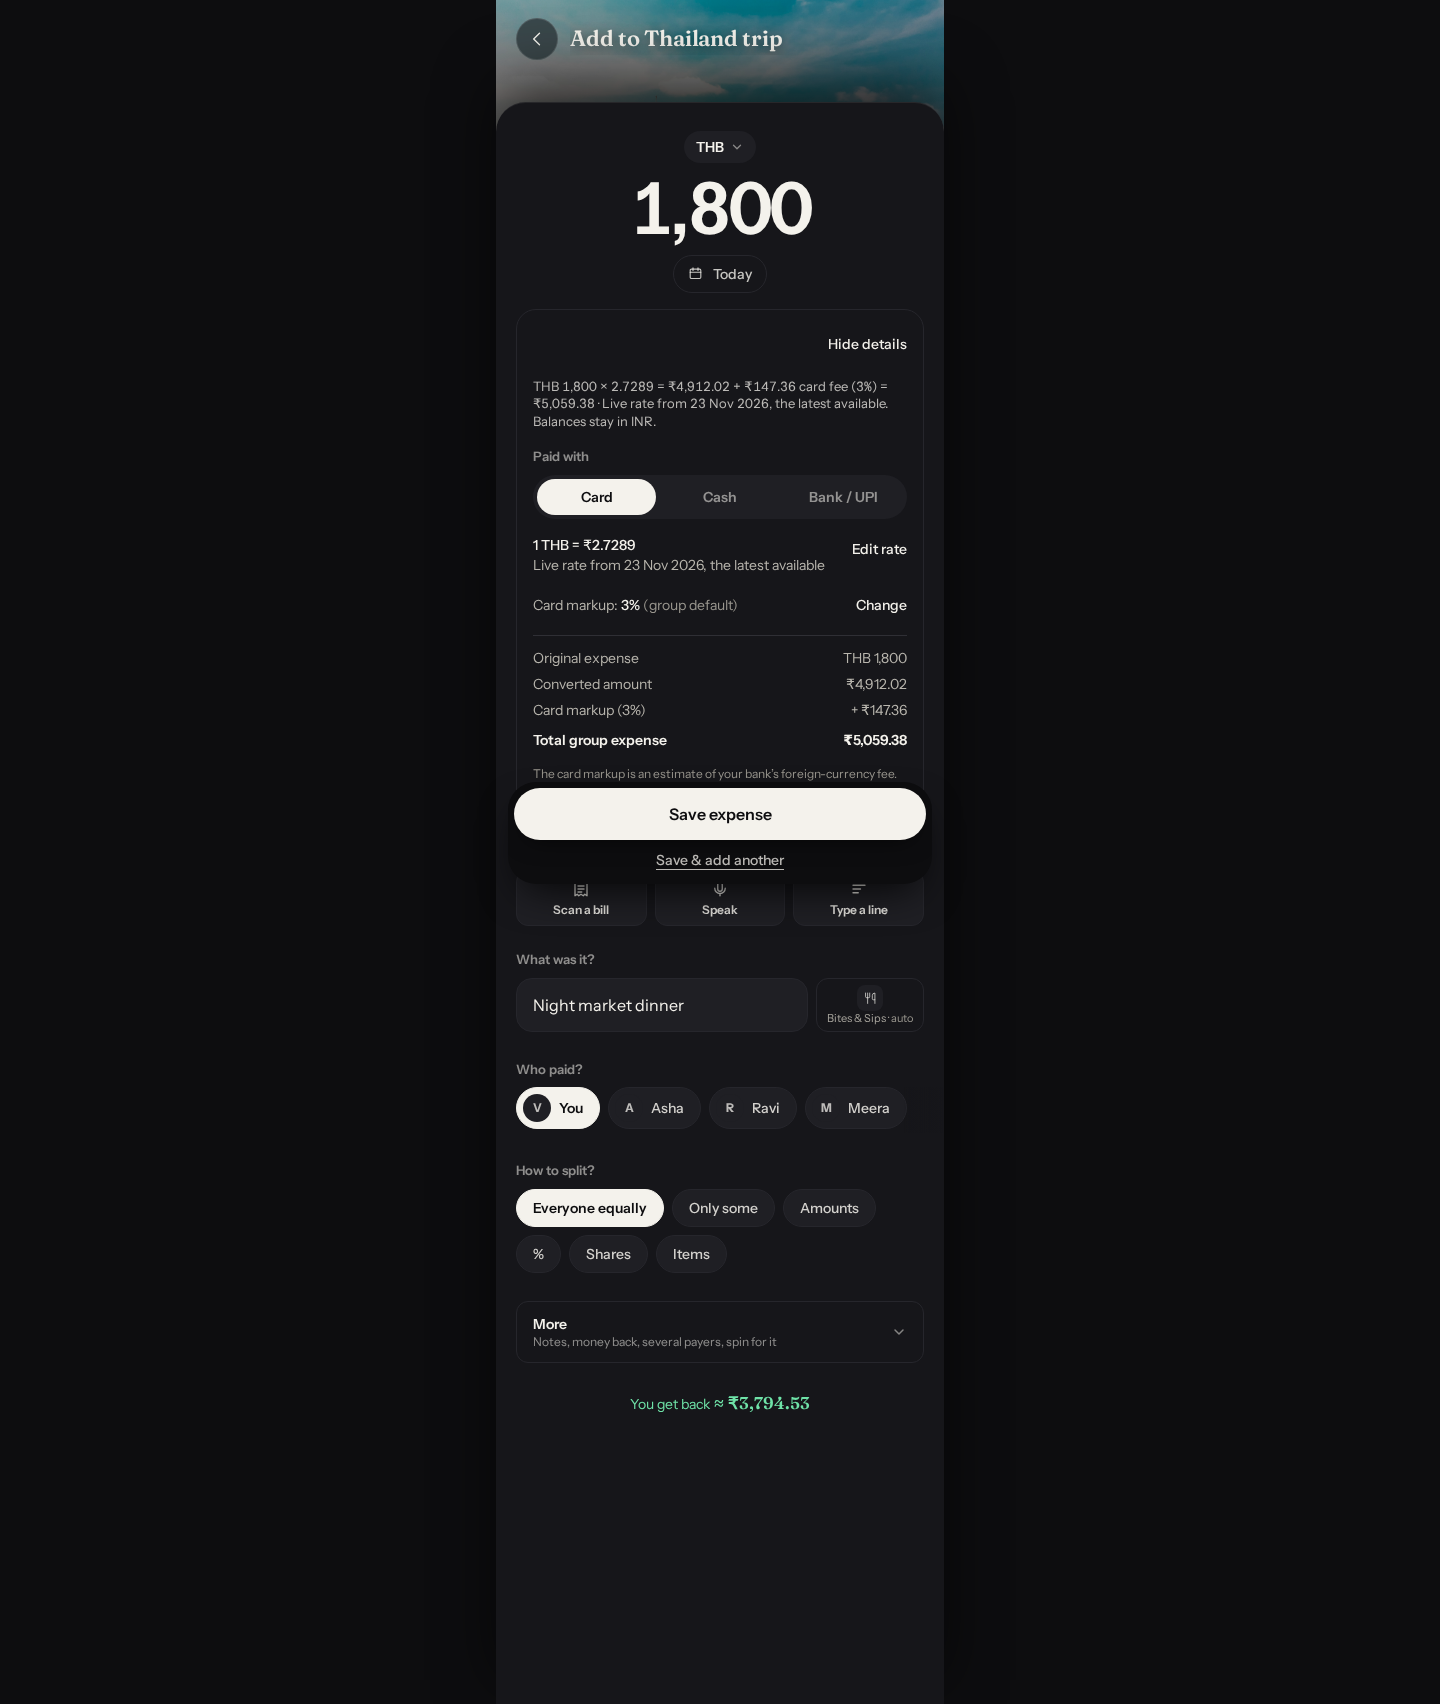 Add to Thailand trip
THB
1,800
Today
Hide details
THB 1,800 × 2.7289 = ₹4,912.02 + ₹147.36 card fee (3%) =
₹5,059.38 · Live rate from 23 Nov 2026, the latest available.
Balances stay in INR.
Paid with
Card Cash Bank / UPI
1 THB = ₹2.7289
Edit rate
Live rate from 23 Nov 2026, the latest available
Card markup: 3% (group default) Change
Original expense THB 1,800
Converted amount ₹4,912.02
Card markup (3%) + ₹147.36
Total group expense ₹5,059.38
The card markup is an estimate of your bank's foreign-currency fee.
Save expense
Save & add another
Scan a bill Speak Type a line
What was it?
Night market dinner
Bites & Sips · auto
Who paid?
V You A Asha R Ravi M Meera
How to split?
Everyone equally Only some Amounts
% Shares Items
More
Notes, money back, several payers, spin for it
You get back ≈ ₹3,794.53